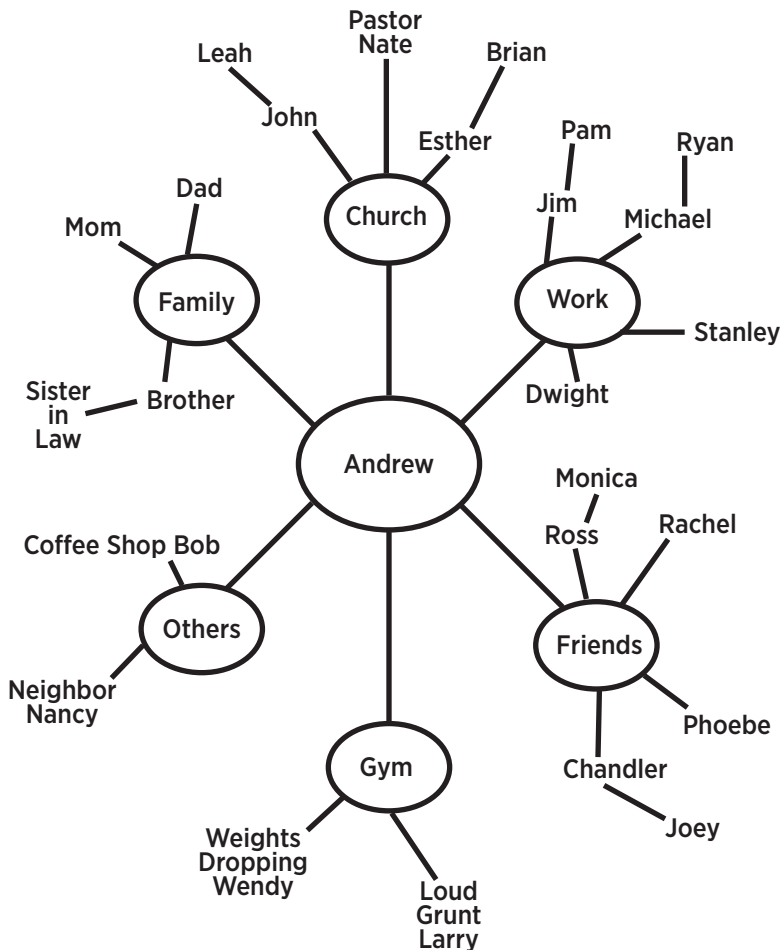 Pastor
Nate
Leah
Brian
John
Esther
Pam
Ryan
Dad
Jim
Mom
Church
Michael
Family
Work
Stanley
Sister
in
Law
Brother
Dwight
Andrew
Monica
Ross
Rachel
Coffee Shop Bob
Others
Friends
Neighbor
Nancy
Phoebe
Gym
Chandler
Joey
Weights
Dropping
Wendy
Loud
Grunt
Larry